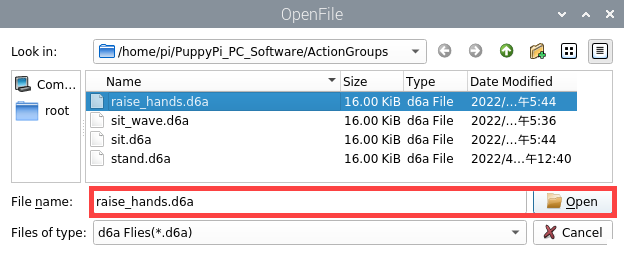 OpenFile
Look in: /home/pi/PuppyPi_PC_Software/ActionGroups
Com... Name Size Type Date Modified
root raise_hands.d6a 16.00 KiB d6a File 2022/...午5:44
sit_wave.d6a 16.00 KiB d6a File 2022/...午5:36
sit.d6a 16.00 KiB d6a File 2022/...午5:44
stand.d6a 16.00 KiB d6a File 2022/4...午12:40
File name: raise_hands.d6a Open
Files of type: d6a Flies(*.d6a) Cancel